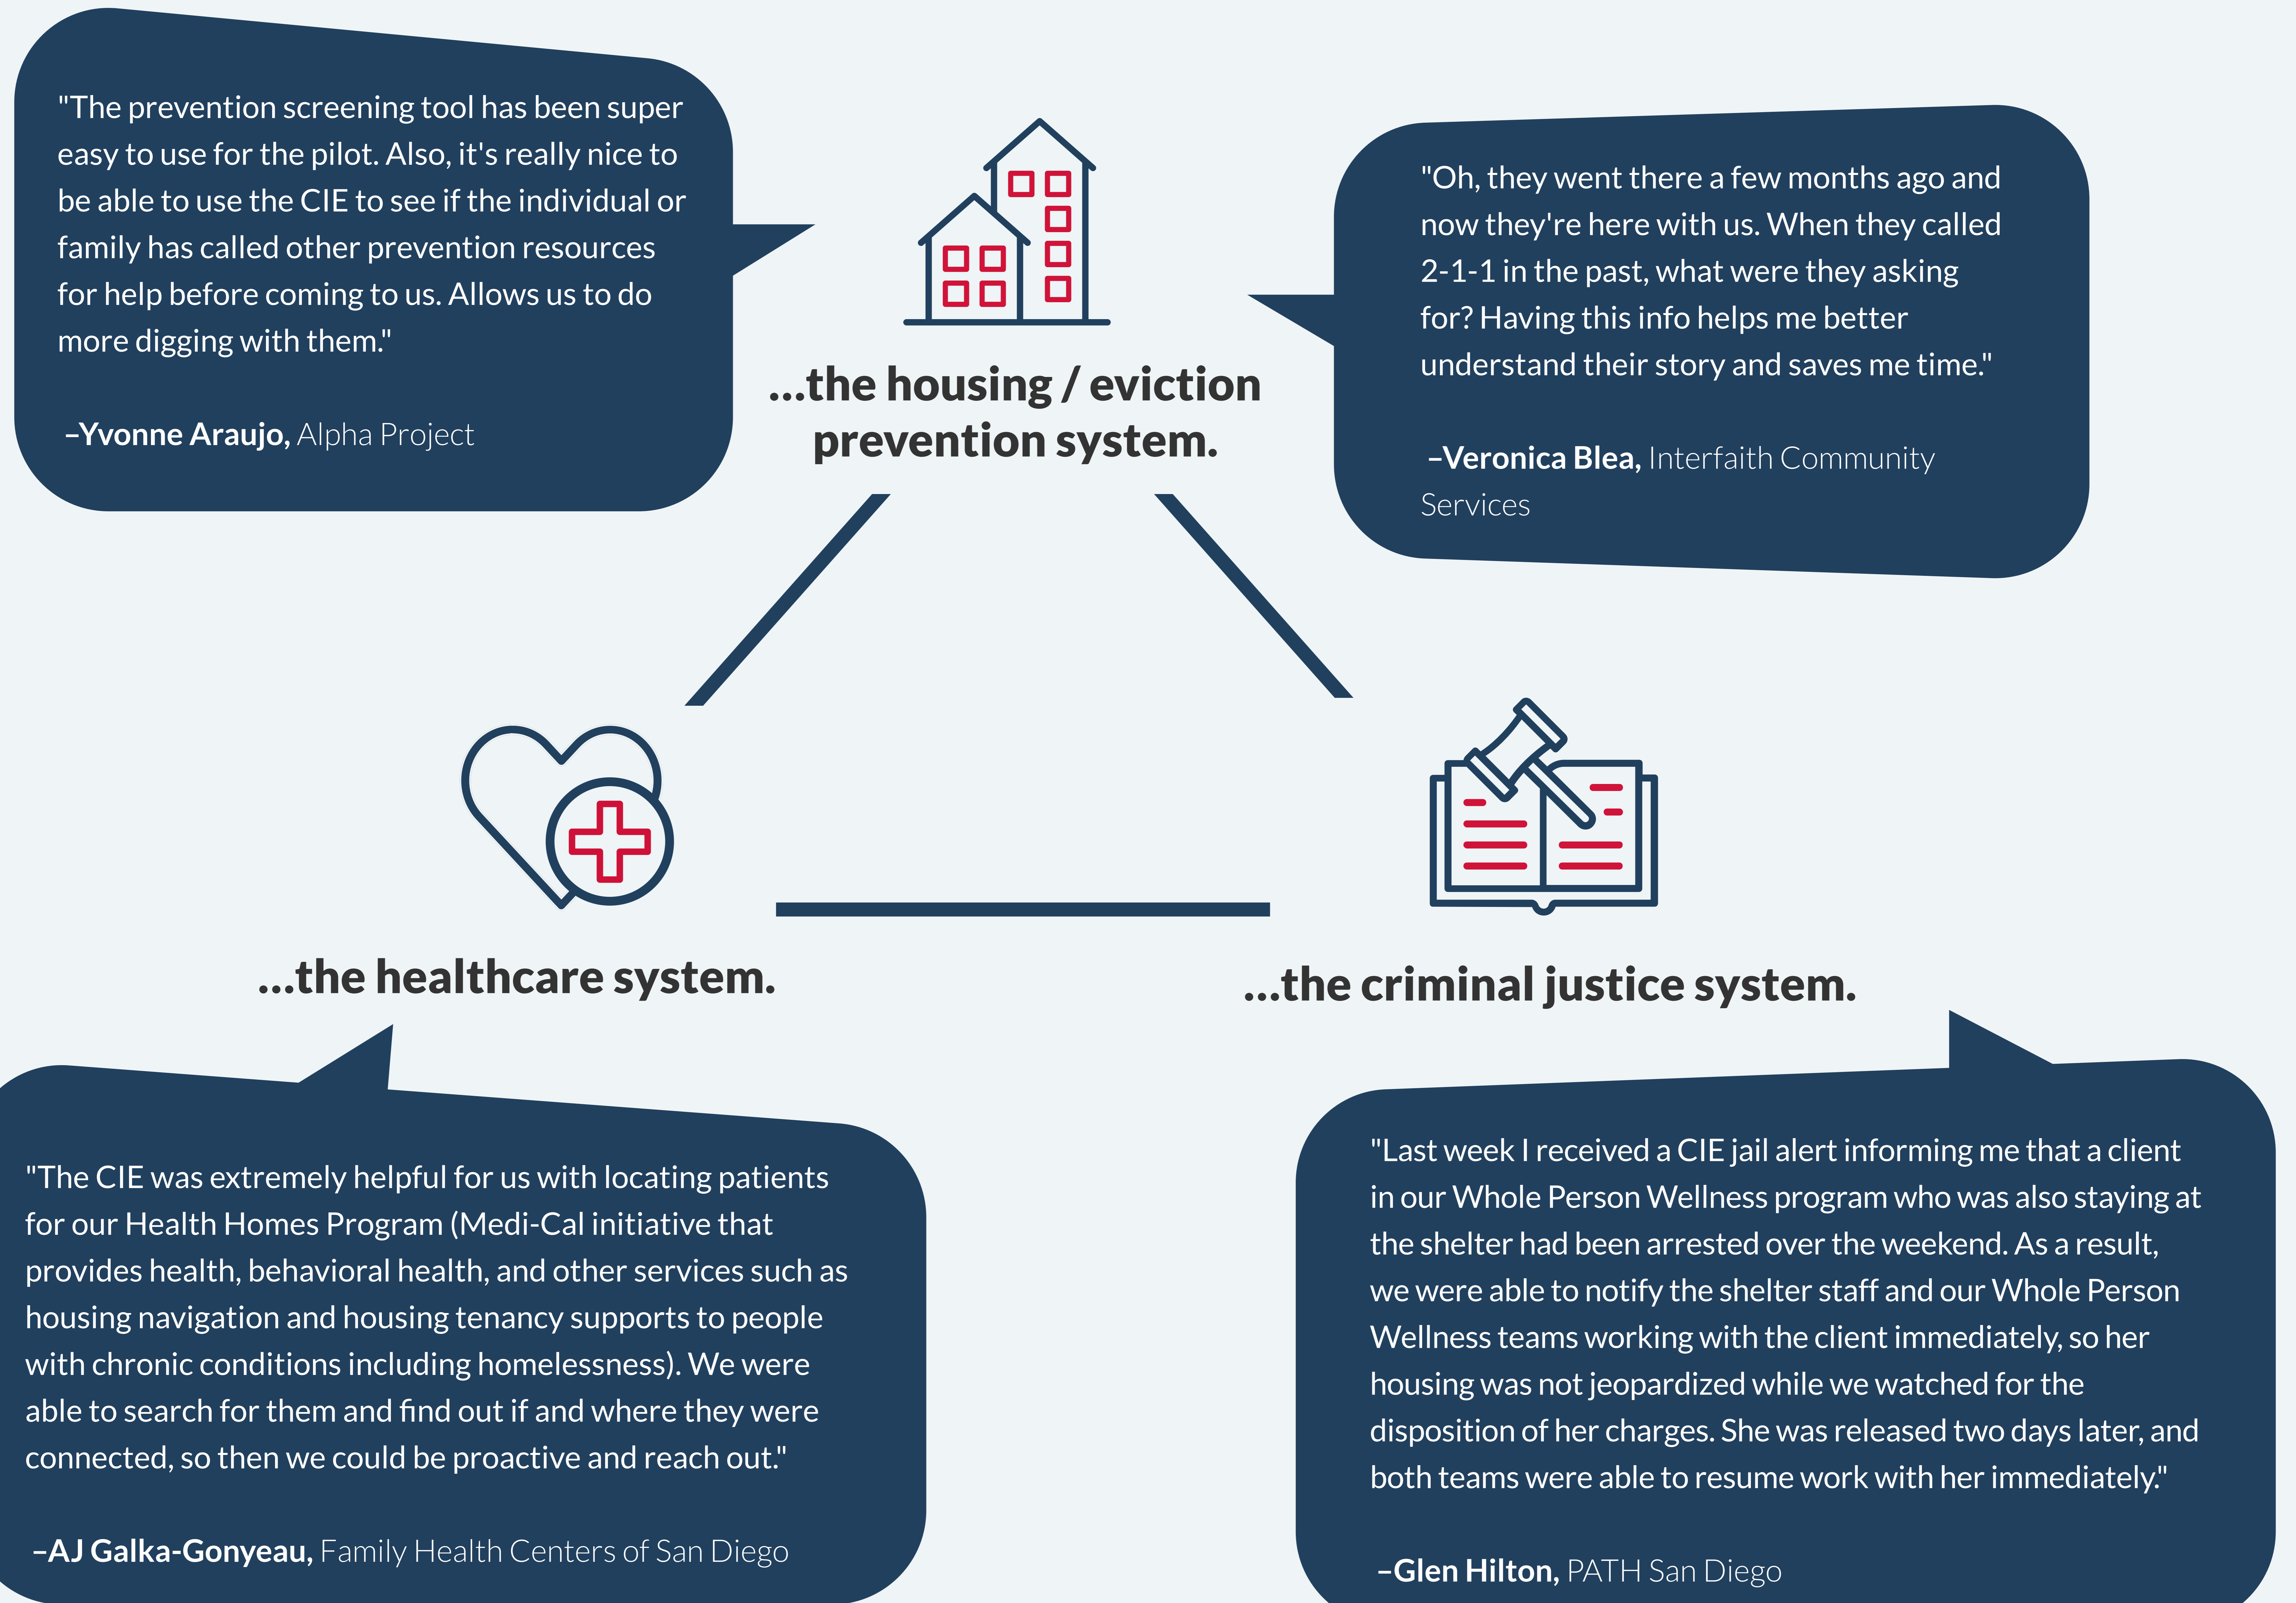 "The prevention screening tool has been super
easy to use for the pilot. Also, it's really nice to
be able to use the CIE to see if the individual or
family has called other prevention resources
for help before coming to us. Allows us to do
more digging with them."
–Yvonne Araujo, Alpha Project
...the housing / eviction
prevention system.
"Oh, they went there a few months ago and
now they're here with us. When they called
2-1-1 in the past, what were they asking
for? Having this info helps me better
understand their story and saves me time."
–Veronica Blea, Interfaith Community
Services
...the healthcare system.
"The CIE was extremely helpful for us with locating patients
for our Health Homes Program (Medi-Cal initiative that
provides health, behavioral health, and other services such as
housing navigation and housing tenancy supports to people
with chronic conditions including homelessness). We were
able to search for them and find out if and where they were
connected, so then we could be proactive and reach out."
–AJ Galka-Gonyeau, Family Health Centers of San Diego
...the criminal justice system.
"Last week I received a CIE jail alert informing me that a client
in our Whole Person Wellness program who was also staying at
the shelter had been arrested over the weekend. As a result,
we were able to notify the shelter staff and our Whole Person
Wellness teams working with the client immediately, so her
housing was not jeopardized while we watched for the
disposition of her charges. She was released two days later, and
both teams were able to resume work with her immediately."
–Glen Hilton, PATH San Diego